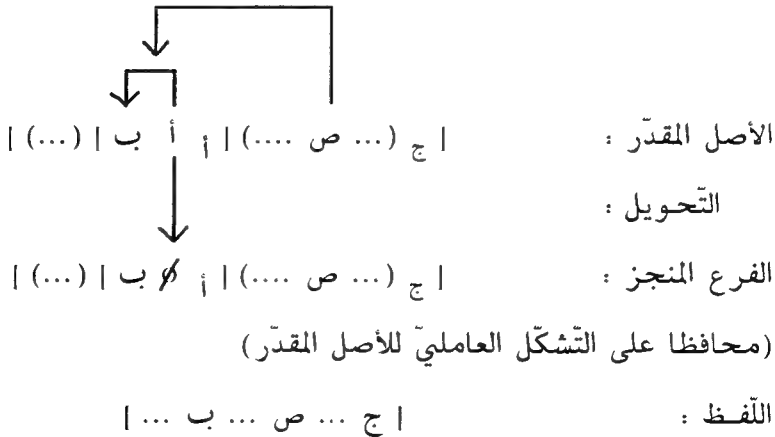 الأصل المقدّر : | ج (... ص ....) | أ أ ب | (...) |
التّحويل :
الفرع المنجز : | ج (... ص ....) | أ ∅ ب | (...) |
(محافظا على التّشكّل العامليّ للأصل المقدّر)
اللّفظ : | ج ... ص ... ب ... |